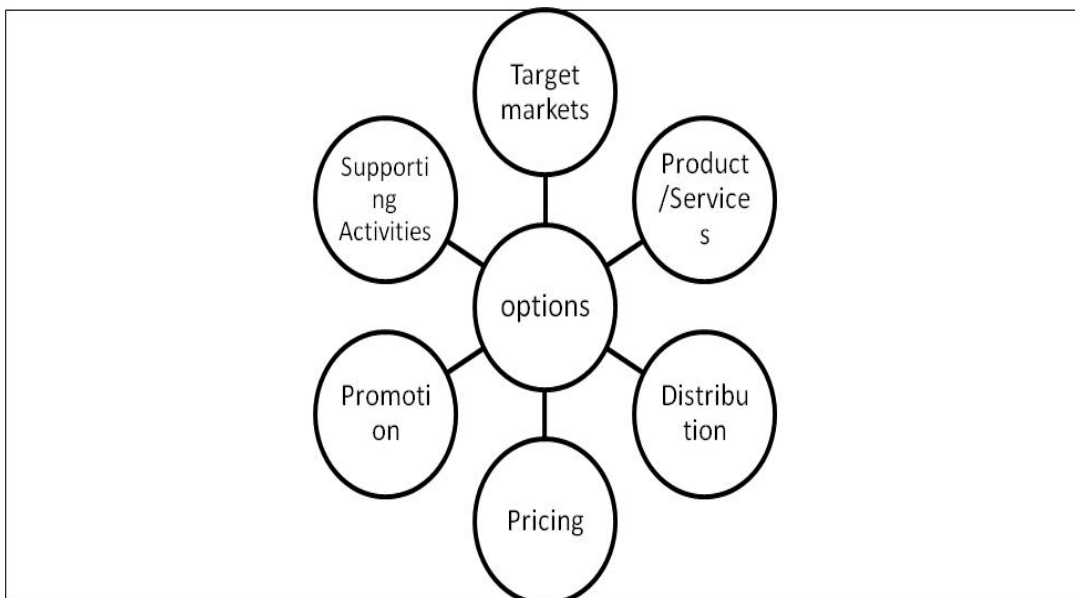 Target
markets
Product
/Service
s
Supporti
ng
Activities
options
Promoti
on
Distribu
tion
Pricing